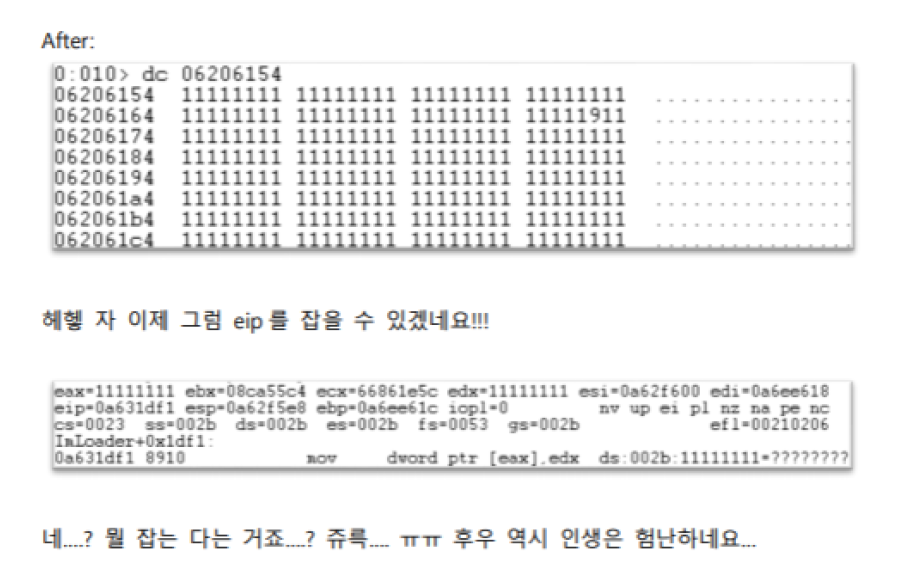 After:
0:010> dc 06206154
06206154  11111111 11111111 11111111 11111111  ................
06206164  11111111 11111111 11111111 11111911  ................
06206174  11111111 11111111 11111111 11111111  ................
06206184  11111111 11111111 11111111 11111111  ................
06206194  11111111 11111111 11111111 11111111  ................
062061a4  11111111 11111111 11111111 11111111  ................
062061b4  11111111 11111111 11111111 11111111  ................
062061c4  11111111 11111111 11111111 11111111  ................
헤헿 자 이제 그럼 eip를 잡을 수 있겠네요!!!
eax=11111111 ebx=08ca55c4 ecx=66861e5c edx=11111111 esi=0a62f600 edi=0a6ee618
eip=0a631df1 esp=0a62f5e8 ebp=0a6ee61c iopl=0         nv up ei pl nz na pe nc
cs=0023  ss=002b  ds=002b  es=002b  fs=0053  gs=002b             efl=00210206
ImLoader+0x1df1:
0a631df1 8910            mov     dword ptr [eax],edx  ds:002b:11111111=????????
네....? 뭘 잡는 다는 거죠....? 쥬륵.... ㅠㅠ 후우 역시 인생은 험난하네요...